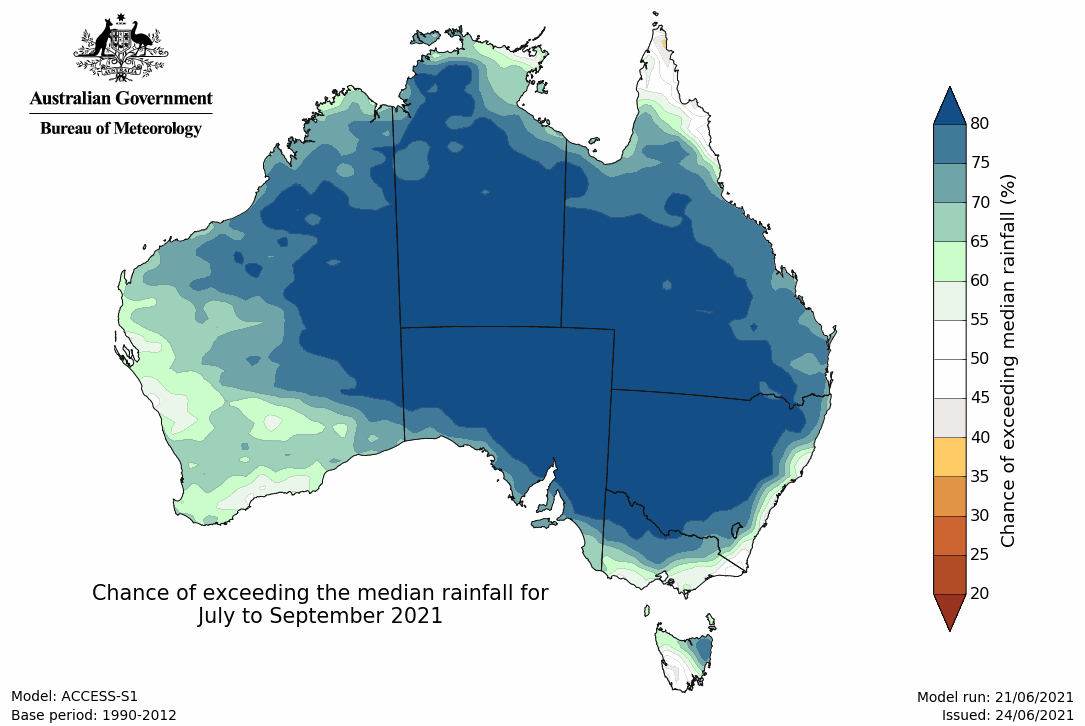 AUSTRALIA
Australian Government
Bureau of Meteorology
80
75
70
65
60
55
50
45
40
35
30
25
20
Chance of exceeding median rainfall (%)
Chance of exceeding the median rainfall for
July to September 2021
Model: ACCESS-S1
Base period: 1990-2012
Model run: 21/06/2021
Issued: 24/06/2021